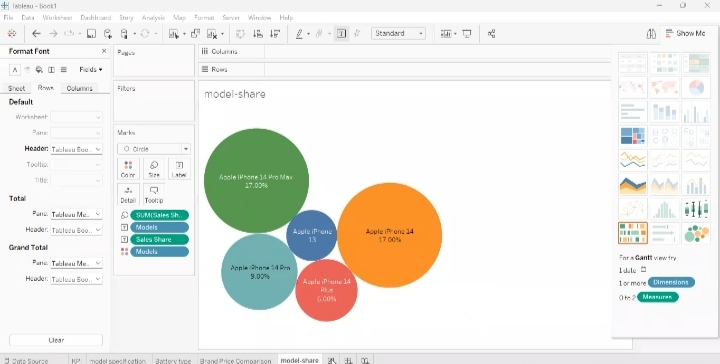 Tableau - Book1
File Data Worksheet Dashboard Story Analysis Map Format Server Window Help
Standard
Show Me
Format Font
Fields
Sheet Rows Columns
Default
Worksheet:
Pane:
Header: Tableau Boo...
Tooltip:
Title:
Total
Pane: Tableau Me...
Header: Tableau Boo...
Grand Total
Pane: Tableau Me...
Header: Tableau Boo...
Clear
Pages
Filters
Marks
Circle
Color Size Label
Detail Tooltip
SUM(Sales Sh..
Models
Sales Share
Models
Columns
Rows
model-share
Apple iPhone 14 Pro Max
17.00%
Apple iPhone
13
Apple iPhone 14
17.00%
Apple iPhone 14 Pro
9.00%
Apple iPhone 14
Plus
6.00%
For a Gantt view try
1 date
1 or more Dimensions
0 to 2 Measures
Data Source KPI model specification Battery type Brand Price Comparison model-share